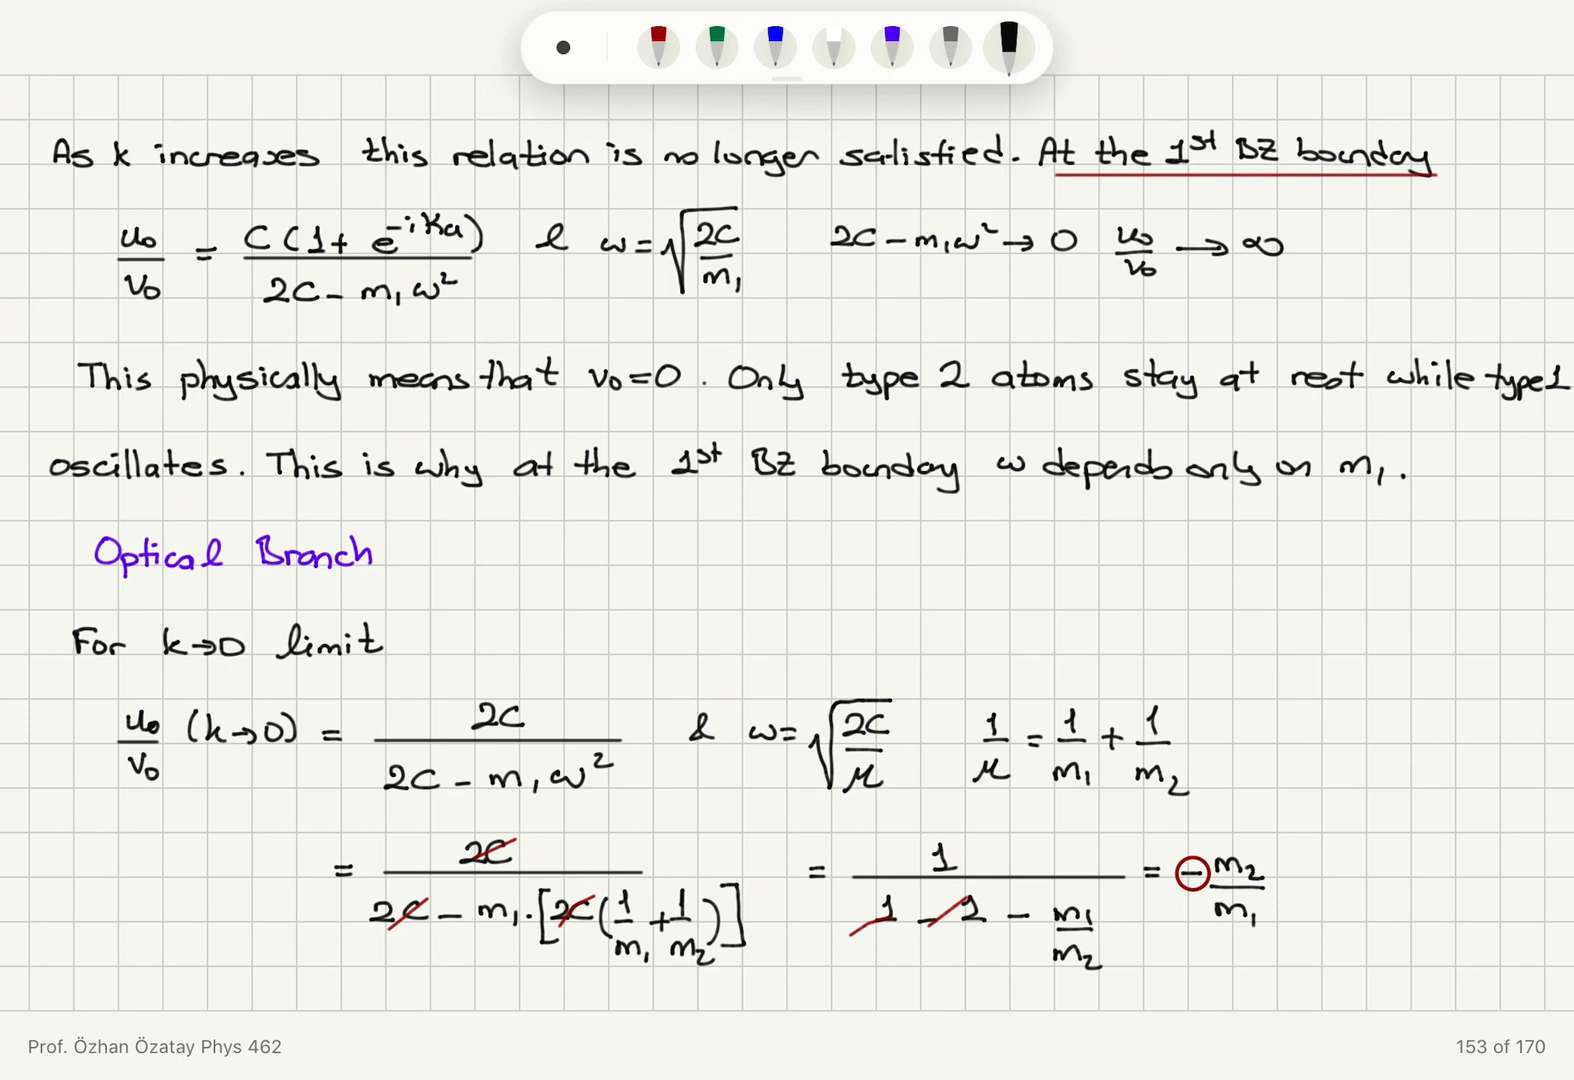 As k increases this relation is no longer satisfied. At the 1st BZ bounday
u₀/v₀ = C(1+ e^{-iKa}) / (2C - m₁ω²) & ω = √(2C/m₁) 2C - m₁ω² → 0 u₀/v₀ → ∞
This physically means that v₀=0. Only type 2 atoms stay at rest while type 1
oscillates. This is why at the 1st BZ bounday ω depends only on m₁.
Optical Branch
For k→0 limit
u₀/v₀ (k→0) = 2C / (2C - m₁ω²) & ω = √(2C/μ) 1/μ = 1/m₁ + 1/m₂
= 2C / (2C - m₁.[2C(1/m₁ + 1/m₂)]) = 1 / (1 - 1 - m₁/m₂) = - m₂/m₁
Prof. Özhan Özatay Phys 462
153 of 170